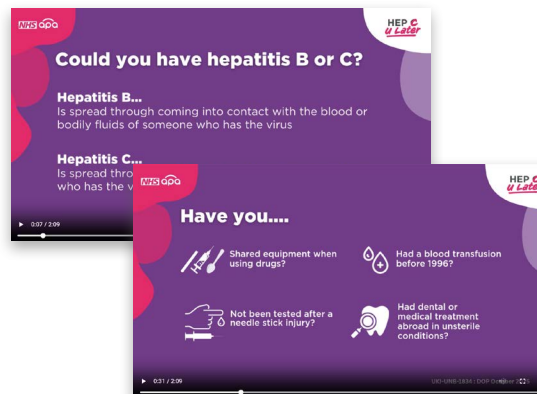 NHS apa
HEP C
U Later
Could you have hepatitis B or C?
Hepatitis B...
Is spread through coming into contact with the blood or
bodily fluids of someone who has the virus
Hepatitis C...
Is spread thro
who has the v
0:07 / 2:09
NHS apa
HEP C
U Later
Have you....
Shared equipment when
using drugs?
Had a blood transfusion
before 1996?
Not been tested after a
needle stick injury?
Had dental or
medical treatment
abroad in unsterile
conditions?
0:31 / 2:09